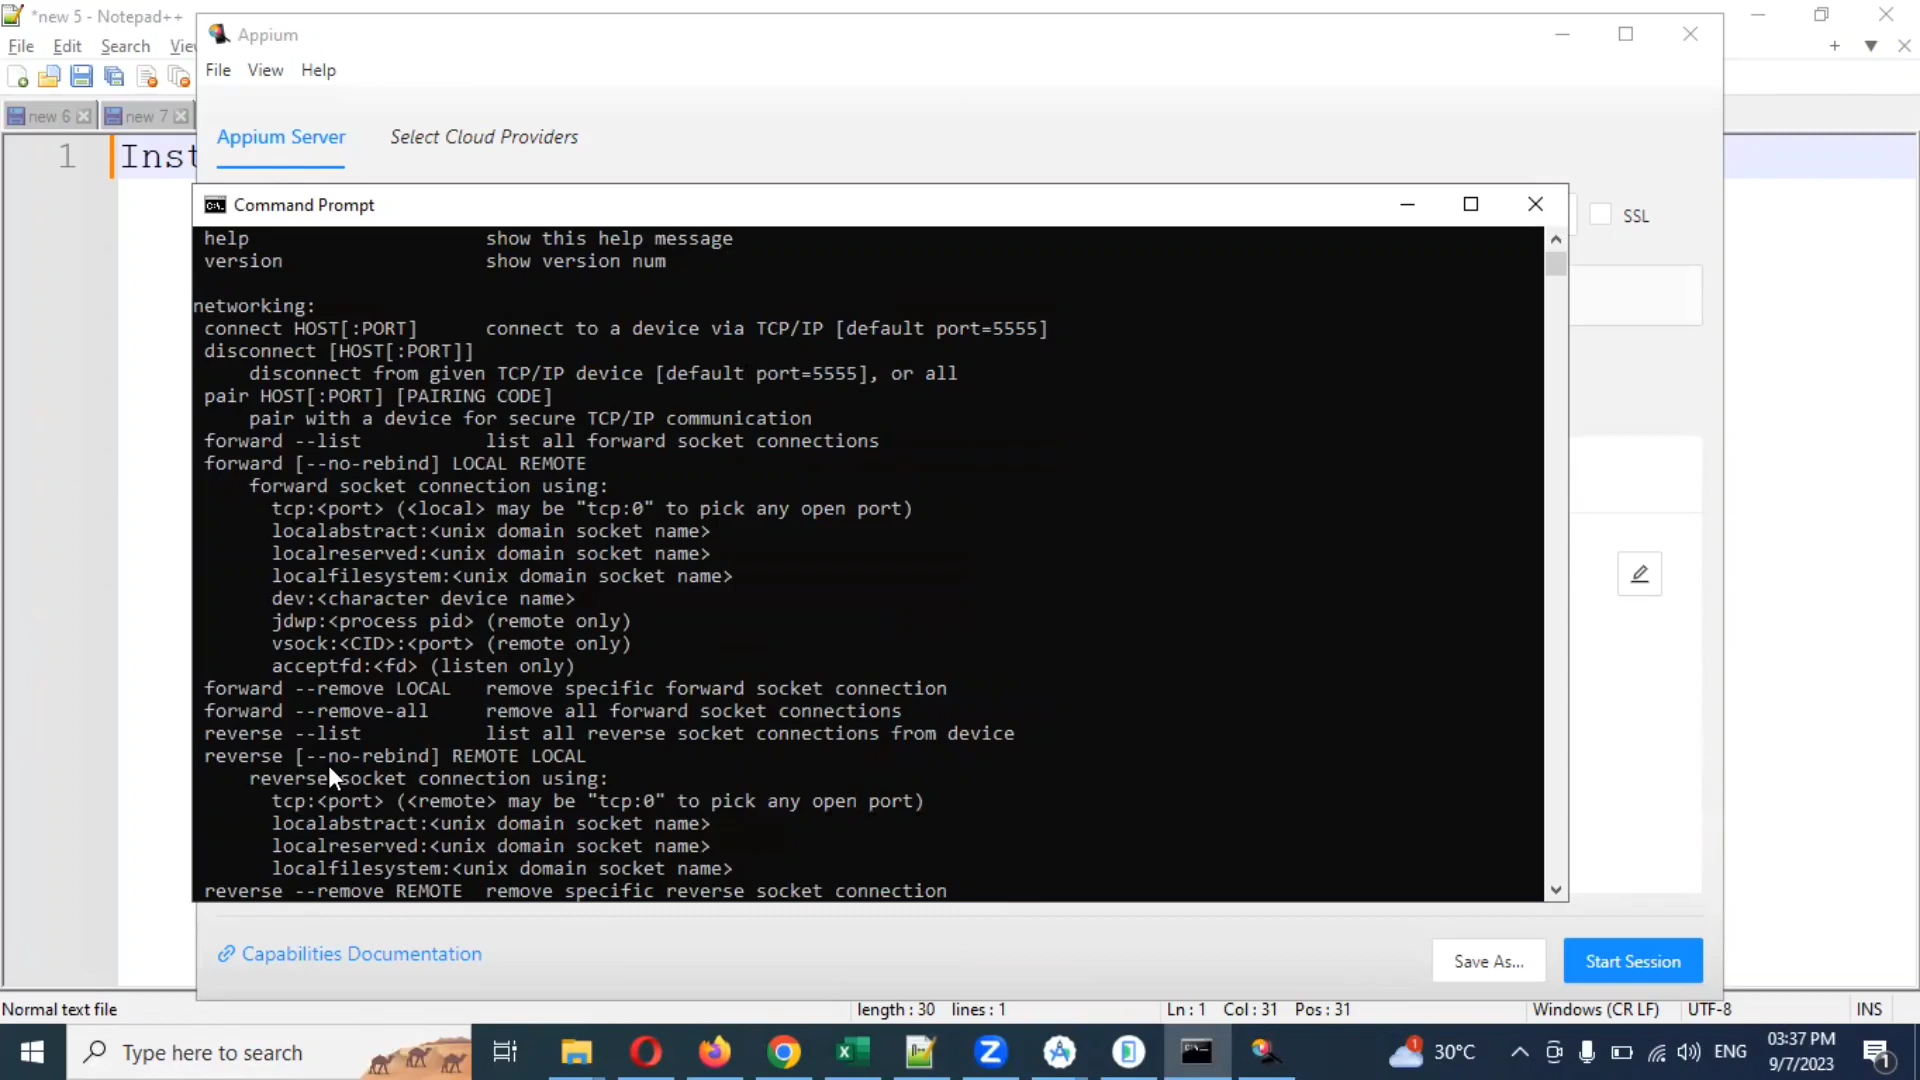 *new 5 - Notepad++
File Edit Search Vie
new 6 new 7
1 Inst
Appium
File View Help
Appium Server Select Cloud Providers
SSL
Command Prompt
help show this help message
version show version num
networking:
connect HOST[:PORT] connect to a device via TCP/IP [default port=5555]
disconnect [HOST[:PORT]]
disconnect from given TCP/IP device [default port=5555], or all
pair HOST[:PORT] [PAIRING CODE]
pair with a device for secure TCP/IP communication
forward --list list all forward socket connections
forward [--no-rebind] LOCAL REMOTE
forward socket connection using:
tcp:<port> (<local> may be "tcp:0" to pick any open port)
localabstract:<unix domain socket name>
localreserved:<unix domain socket name>
localfilesystem:<unix domain socket name>
dev:<character device name>
jdwp:<process pid> (remote only)
vsock:<CID>:<port> (remote only)
acceptfd:<fd> (listen only)
forward --remove LOCAL remove specific forward socket connection
forward --remove-all remove all forward socket connections
reverse --list list all reverse socket connections from device
reverse [--no-rebind] REMOTE LOCAL
reverse socket connection using:
tcp:<port> (<remote> may be "tcp:0" to pick any open port)
localabstract:<unix domain socket name>
localreserved:<unix domain socket name>
localfilesystem:<unix domain socket name>
reverse --remove REMOTE remove specific reverse socket connection
Capabilities Documentation
Save As... Start Session
Normal text file length : 30 lines : 1 Ln : 1 Col : 31 Pos : 31 Windows (CR LF) UTF-8 INS
Type here to search
30°C
ENG
03:37 PM
9/7/2023